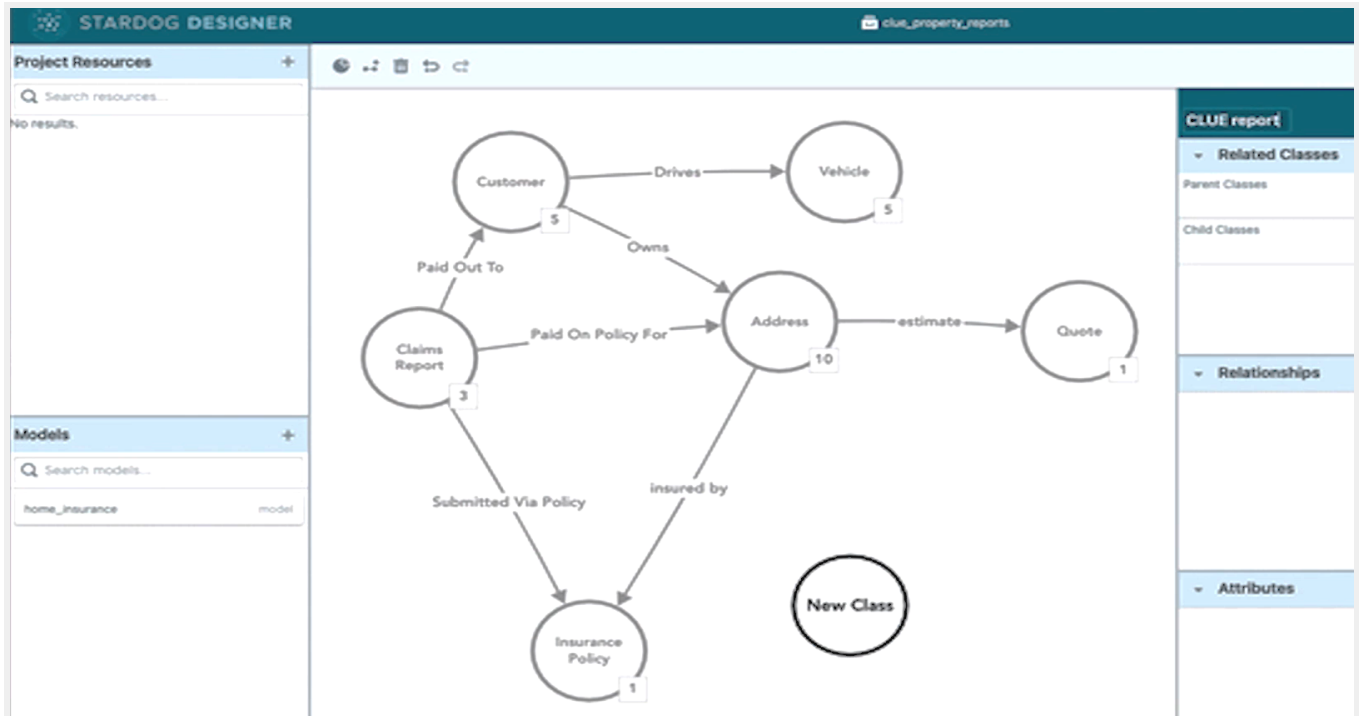 STARDOG DESIGNER
clue_property_reports
Project Resources
Search resources...
No results.
Models
Search models...
home_insurance
model
Customer
5
Drives
Vehicle
5
Owns
Paid Out To
Claims
Report
3
Paid On Policy For
Address
10
estimate
Quote
1
Submitted Via Policy
insured by
Insurance
Policy
1
New Class
CLUE report
Related Classes
Parent Classes
Child Classes
Relationships
Attributes